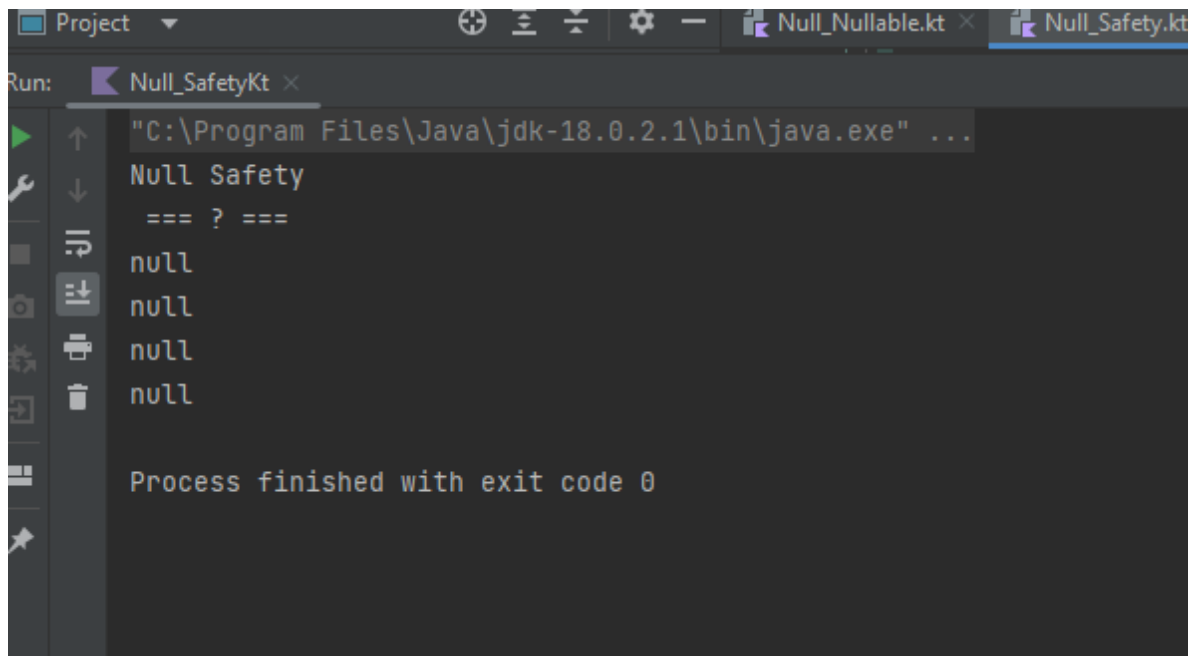 Project
Null_Nullable.kt
Null_Safety.kt
Run:
Null_SafetyKt
"C:\Program Files\Java\jdk-18.0.2.1\bin\java.exe" ...
Null Safety
=== ? ===
null
null
null
null
Process finished with exit code 0